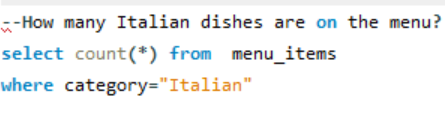 --How many Italian dishes are on the menu?
select count(*) from  menu_items
where category="Italian"